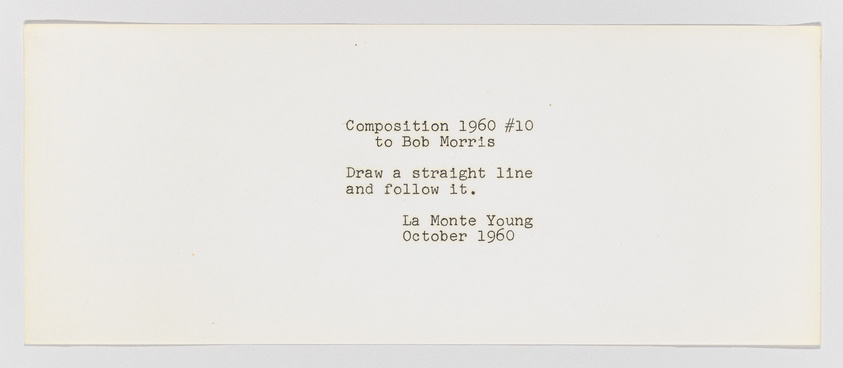 Composition 1960 #10
to Bob Morris
Draw a straight line
and follow it.
La Monte Young
October 1960